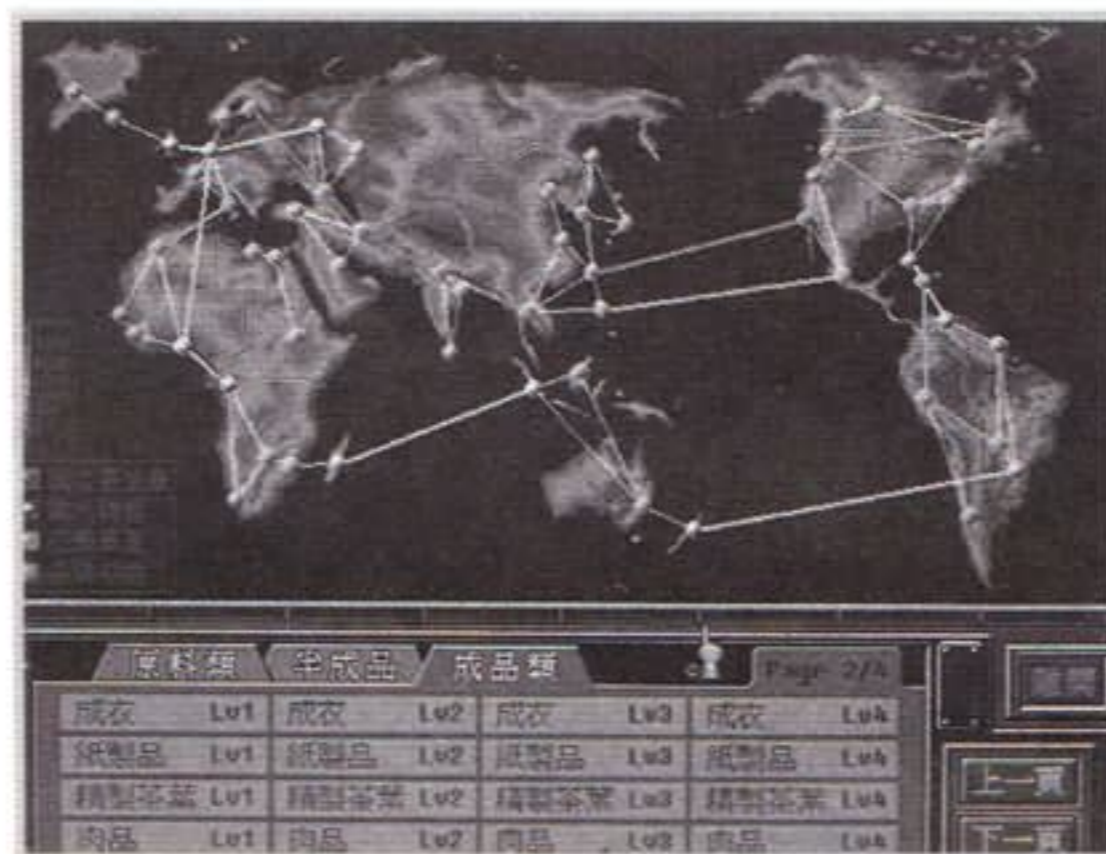 原料類 半成品 成品類 Page 2/4
成衣 Lv1 成衣 Lv2 成衣 Lv3 成衣 Lv4
紙製品 Lv1 紙製品 Lv2 紙製品 Lv3 紙製品 Lv4
上一頁
精製茶葉 Lv1 精製茶葉 Lv2 精製茶葉 Lv3 精製茶葉 Lv4
肉品 Lv1 肉品 Lv2 肉品 Lv3 肉品 Lv4
下一頁